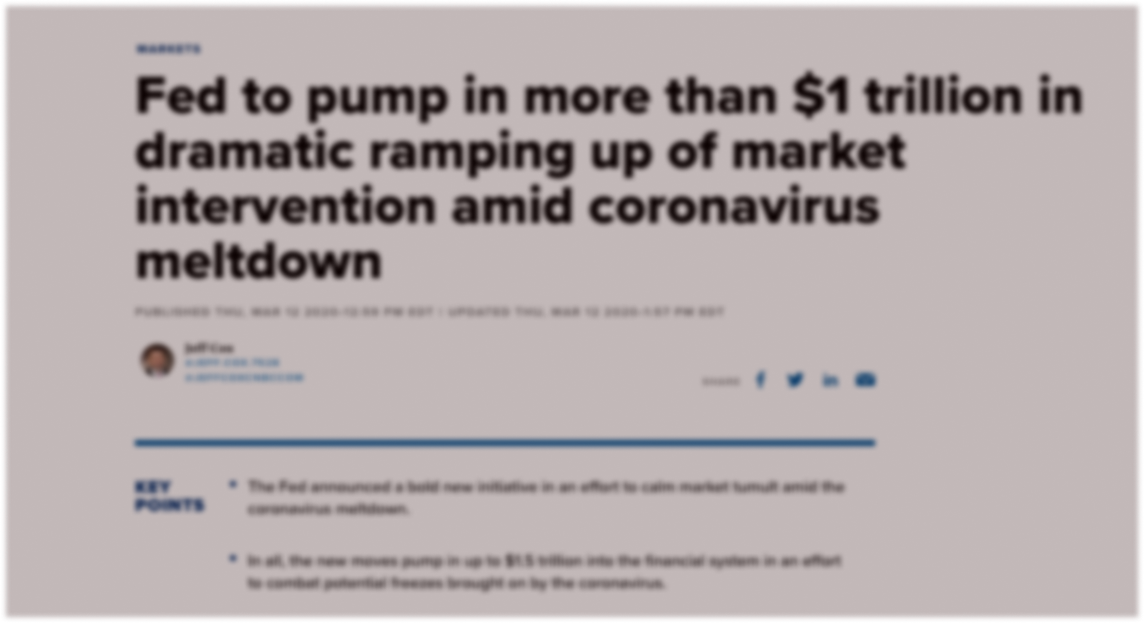 MARKETS
Fed to pump in more than $1 trillion in
dramatic ramping up of market
intervention amid coronavirus
meltdown
PUBLISHED THU, MAR 12 2020 12:59 PM EDT | UPDATED THU, MAR 12 2020 1:57 PM EDT
Jeff Cox
SHARE
KEY
POINTS
The Fed announced a bold new initiative in an effort to calm market tumult amid the
coronavirus meltdown.
In all, the new moves pump in up to $1.5 trillion into the financial system in an effort
to combat potential freezes brought on by the coronavirus.